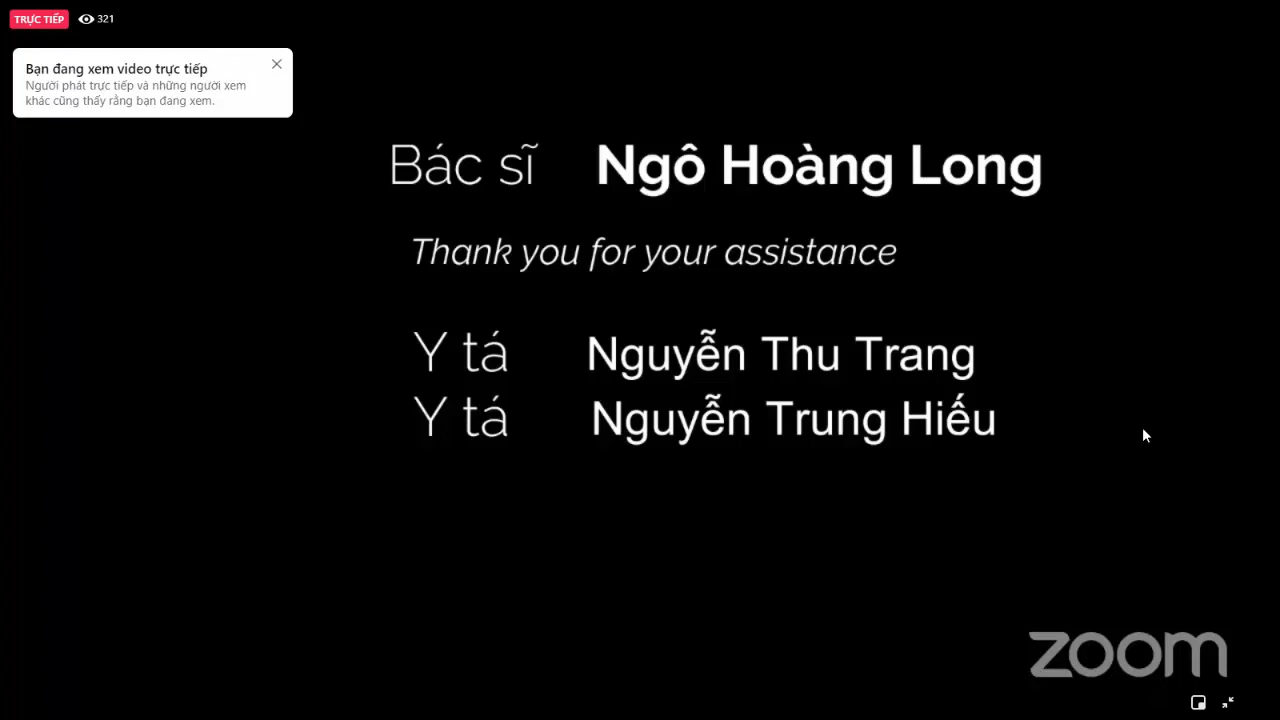 TRỰC TIẾP 321
Bạn đang xem video trực tiếp
Người phát trực tiếp và những người xem
khác cũng thấy rằng bạn đang xem.
Bác sĩ Ngô Hoàng Long
Thank you for your assistance
Y tá Nguyễn Thu Trang
Y tá Nguyễn Trung Hiếu
zoom